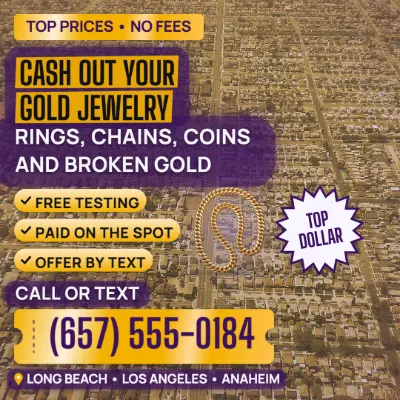 TOP PRICES • NO FEES
CASH OUT YOUR
GOLD JEWELRY
RINGS, CHAINS, COINS
AND BROKEN GOLD
FREE TESTING
PAID ON THE SPOT
OFFER BY TEXT
TOP
DOLLAR
CALL OR TEXT
(657) 555-0184
LONG BEACH • LOS ANGELES • ANAHEIM